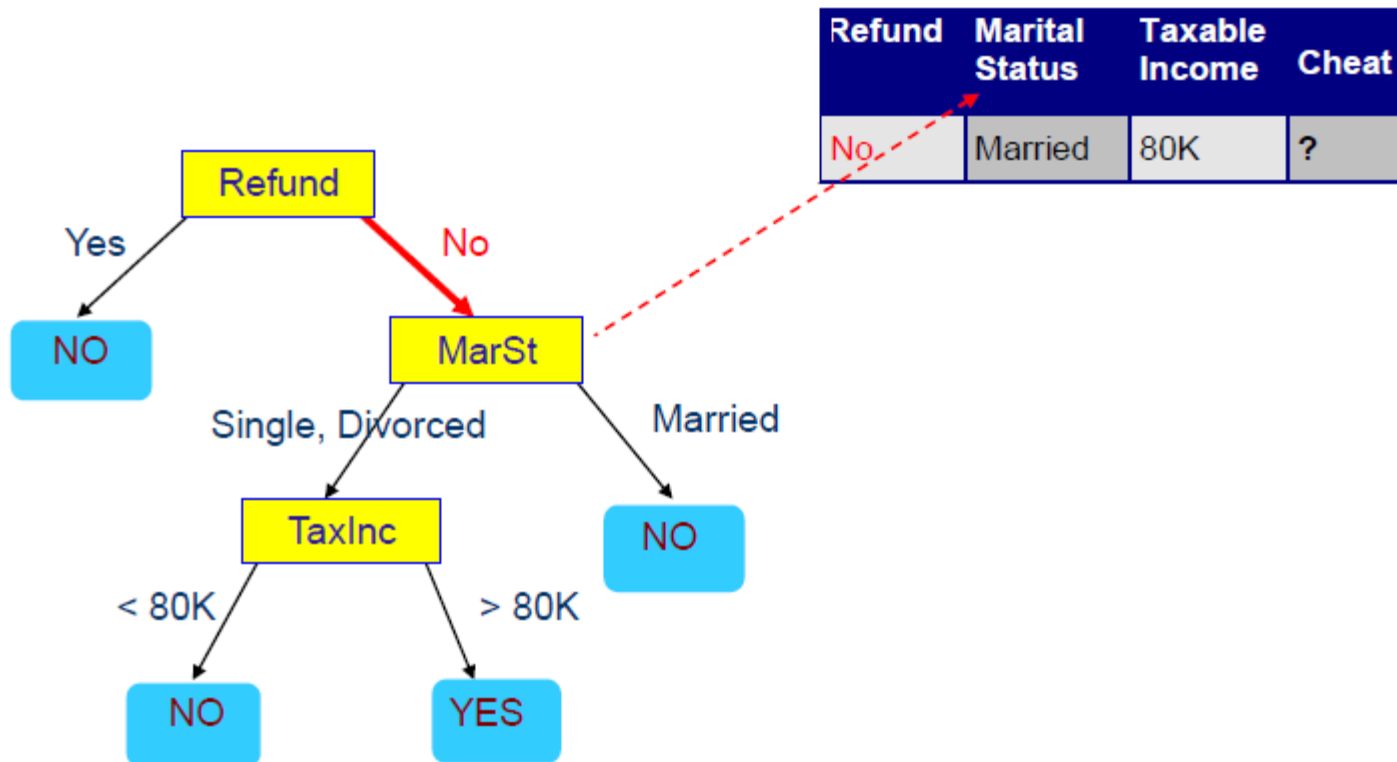 Refund Marital Status Taxable Income Cheat
No Married 80K ?
Refund
Yes No
NO MarSt
Single, Divorced Married
TaxInc NO
< 80K > 80K
NO YES